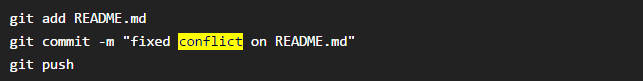 git add README.md
git commit -m "fixed conflict on README.md"
git push